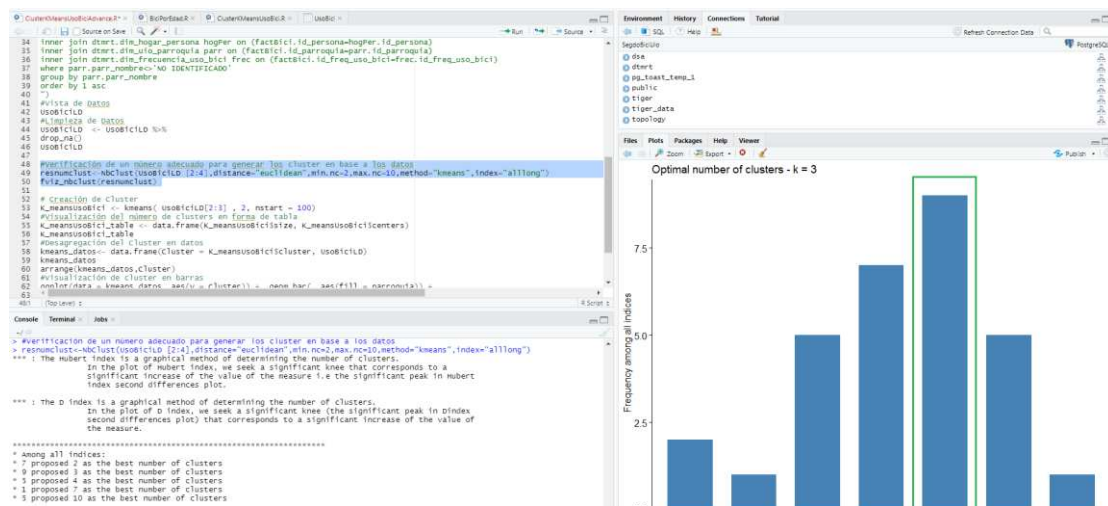 ClusterKMeansUsoBiciAdvance.R*
BiciPorEdad.R
ClusterKMeansUsoBici.R
UsoBici
Source on Save
Run
Source
34 inner join dtmrt.dim_hogar_persona hogPer on (factBici.id_persona=hogPer.id_persona)
35 inner join dtmrt.dim_uio_parroquia parr on (factBici.id_parroquia=parr.id_parroquia)
36 inner join dtmrt.dim_frecuencia_uso_bici frec on (factBici.id_freq_uso_bici=frec.id_freq_uso_bici)
37 where parr.parr_nombre<>'NO IDENTIFICADO'
38 group by parr.parr_nombre
39 order by 1 asc
40 ")
41 #Vista de Datos
42 UsoBiciLD
43 #Limpieza de Datos
44 UsoBiciLD <- UsoBiciLD %>%
45 drop_na()
46 UsoBiciLD
47
48 #Verificación de un número adecuado para generar los cluster en base a los datos
49 resnumclust<-NbClust(UsoBiciLD [2:4],distance="euclidean",min.nc=2,max.nc=10,method="kmeans",index="alllong")
50 fviz_nbclust(resnumclust)
51
52 # Creación de Cluster
53 K_meansUsoBici <- kmeans( UsoBiciLD[2:3] , 2, nstart = 100)
54 #Visualización del número de clusters en forma de tabla
55 K_meansUsoBici_table <- data.frame(K_meansUsoBici$size, K_meansUsoBici$centers)
56 K_meansUsoBici_table
57 #Desagregación del Cluster en datos
58 kmeans_datos<- data.frame(Cluster = K_meansUsoBici$cluster, UsoBiciLD)
59 kmeans_datos
60 arrange(kmeans_datos,Cluster)
61 #Visualización de cluster en barras
62 ggplot(data = kmeans_datos, aes(y = Cluster)) + geom_bar( aes(fill = parroquia)) +
63
48:1 (Top Level) R Script
Console Terminal Jobs
> #Verificación de un número adecuado para generar los cluster en base a los datos
> resnumclust<-NbClust(UsoBiciLD [2:4],distance="euclidean",min.nc=2,max.nc=10,method="kmeans",index="alllong")
*** : The Hubert index is a graphical method of determining the number of clusters.
In the plot of Hubert index, we seek a significant knee that corresponds to a
significant increase of the value of the measure i.e the significant peak in Hubert
index second differences plot.
*** : The D index is a graphical method of determining the number of clusters.
In the plot of D index, we seek a significant knee (the significant peak in Dindex
second differences plot) that corresponds to a significant increase of the value of
the measure.
*******************************************************************
* Among all indices:
* 7 proposed 2 as the best number of clusters
* 9 proposed 3 as the best number of clusters
* 5 proposed 4 as the best number of clusters
* 1 proposed 7 as the best number of clusters
* 5 proposed 10 as the best number of clusters
Environment History Connections Tutorial
SQL Help Refresh Connection Data
SegdoBiciUio PostgreSQL
dsa
dtmrt
pg_toast_temp_1
public
tiger
tiger_data
topology
Files Plots Packages Help Viewer
Zoom Export Publish
Optimal number of clusters - k = 3
Frequency among all indices
7.5
5.0
2.5